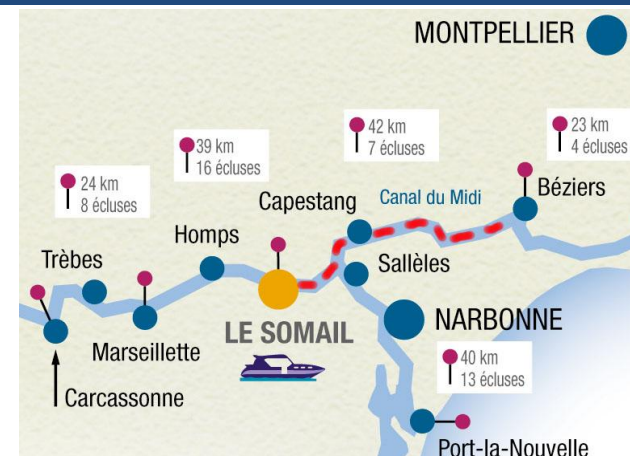 MONTPELLIER
42 km
7 écluses
23 km
4 écluses
39 km
16 écluses
24 km
8 écluses
Béziers
Capestang
Canal du Midi
Homps
Trèbes
Sallèles
LE SOMAIL
NARBONNE
Marseillette
40 km
13 écluses
Carcassonne
Port-la-Nouvelle